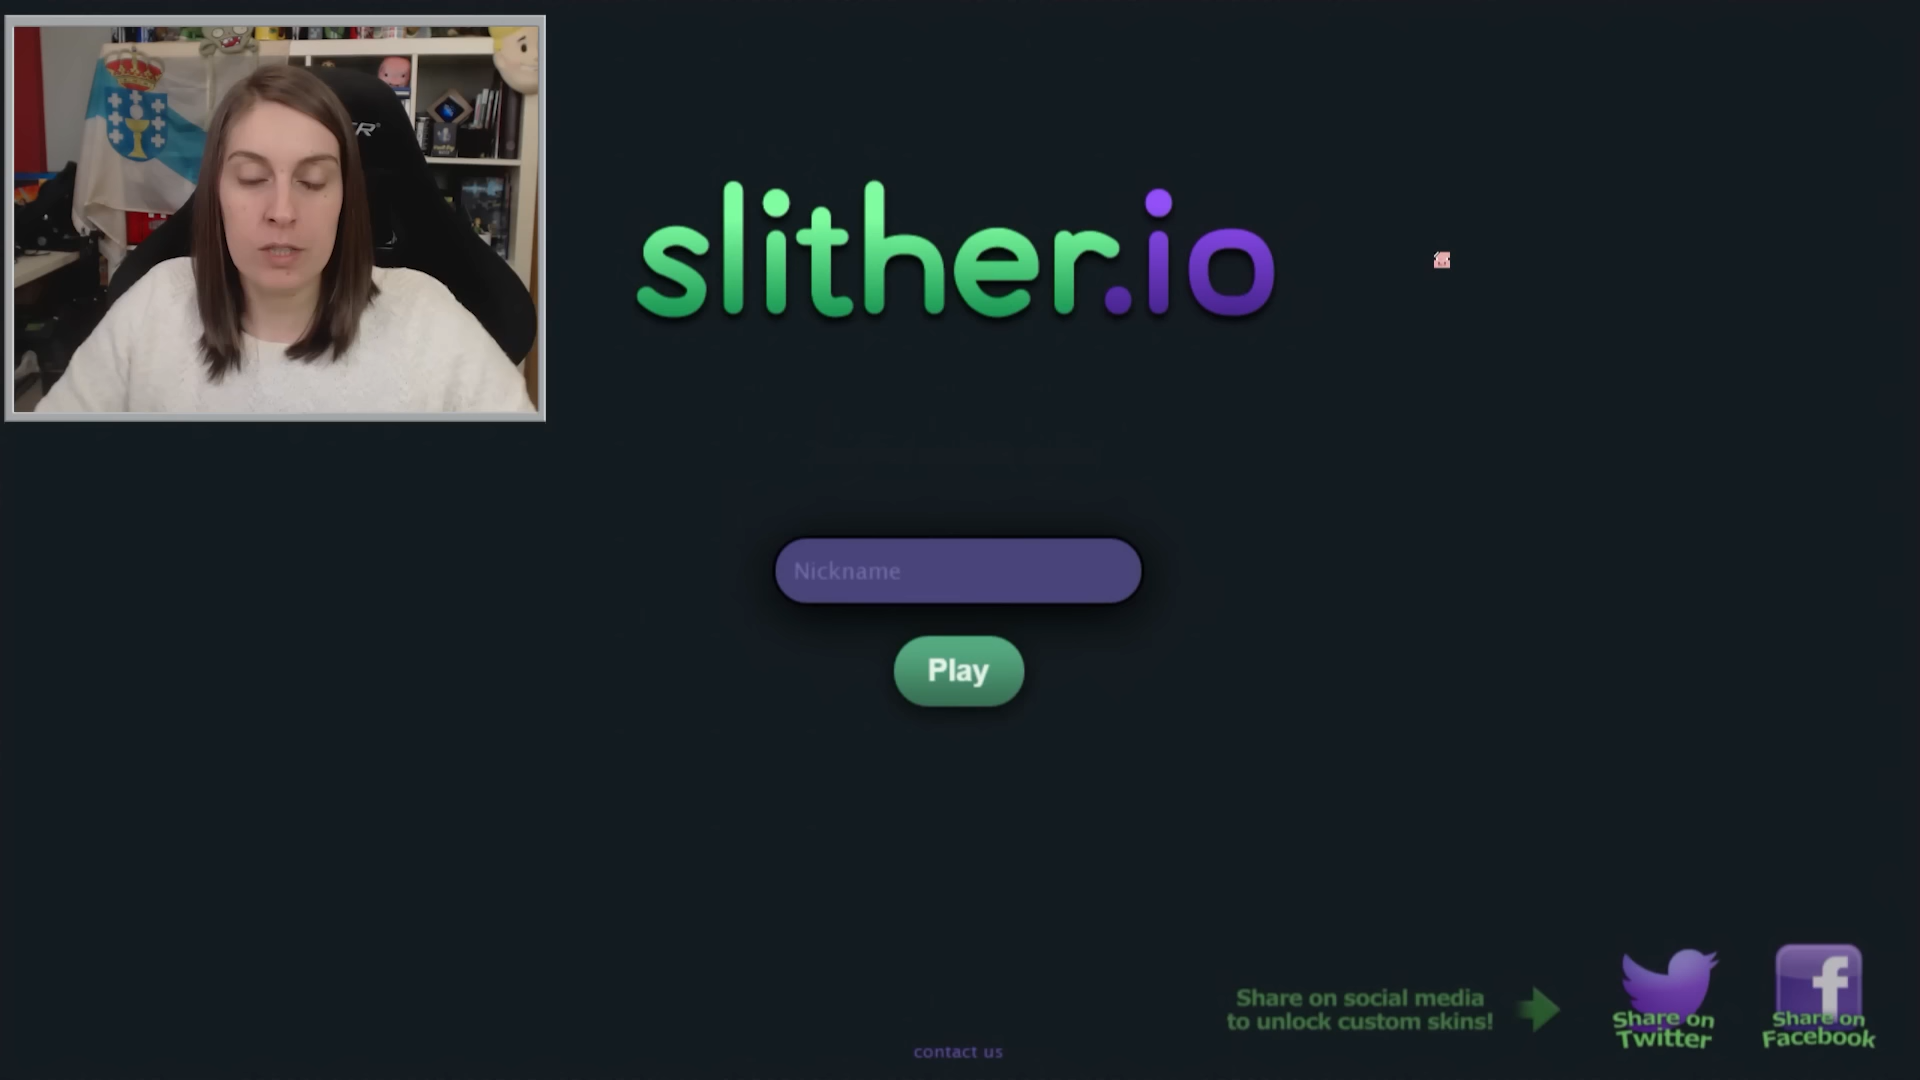 slither.io
Nickname
Play
Share on social media
to unlock custom skins!
Share on
Twitter
Share on
Facebook
contact us